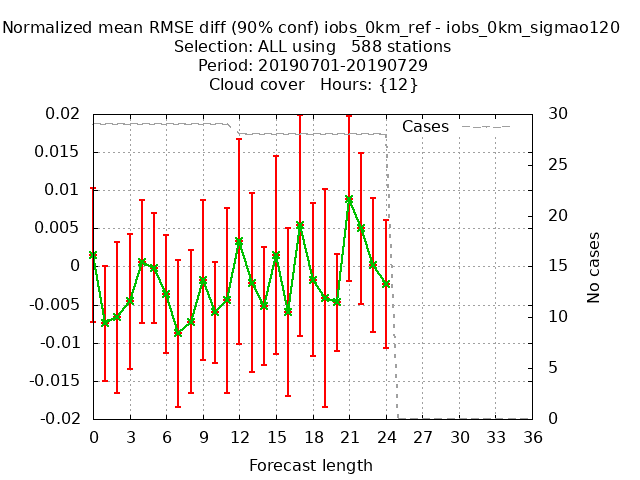 Normalized mean RMSE diff (90% conf) iobs_0km_ref - iobs_0km_sigmao120
Selection: ALL using   588 stations
Period: 20190701-20190729
Cloud cover   Hours: {12}
Cases
0.02
0.015
0.01
0.005
0
-0.005
-0.01
-0.015
-0.02
30
25
20
15
10
5
0
No cases
0 3 6 9 12 15 18 21 24 27 30 33 36
Forecast length